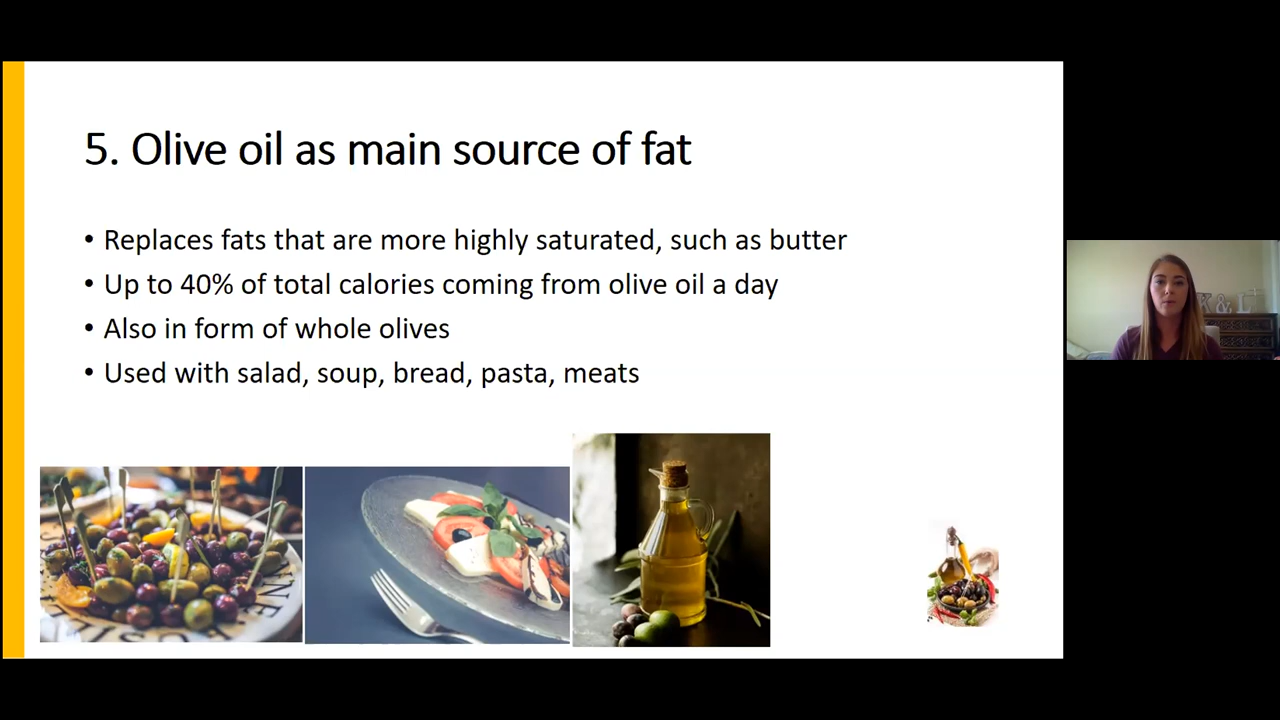 5. Olive oil as main source of fat
• Replaces fats that are more highly saturated, such as butter
• Up to 40% of total calories coming from olive oil a day
• Also in form of whole olives
• Used with salad, soup, bread, pasta, meats
K & L